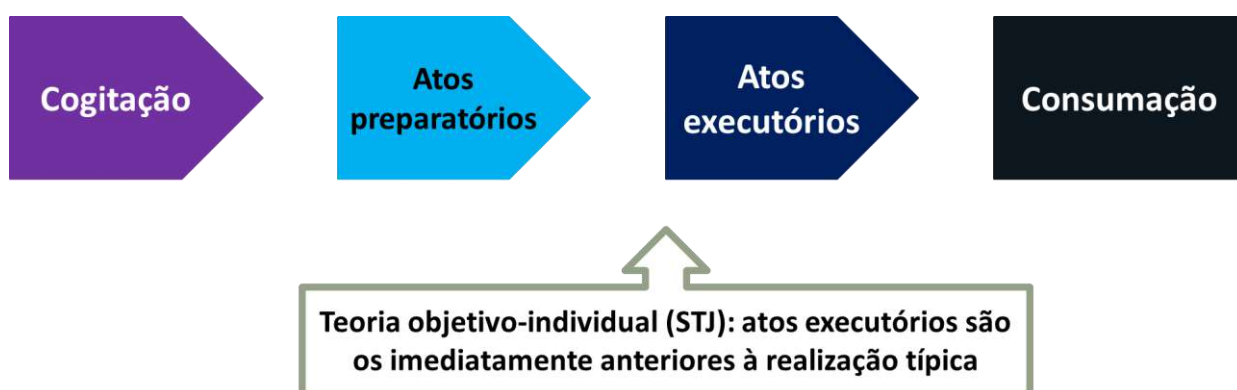 Cogitação
Atos
preparatórios
Atos
executórios
Consumação
Teoria objetivo-individual (STJ): atos executórios são
os imediatamente anteriores à realização típica